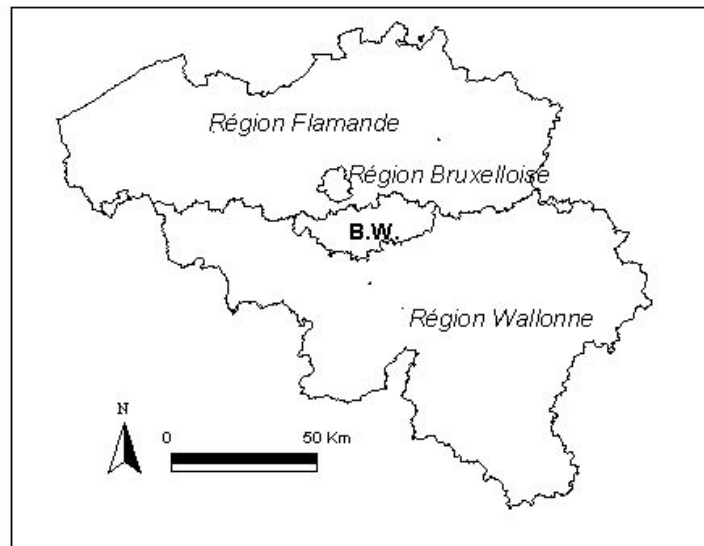 Région Flamande
Région Bruxelloise
B.W.
Région Wallonne
N
0 50 Km